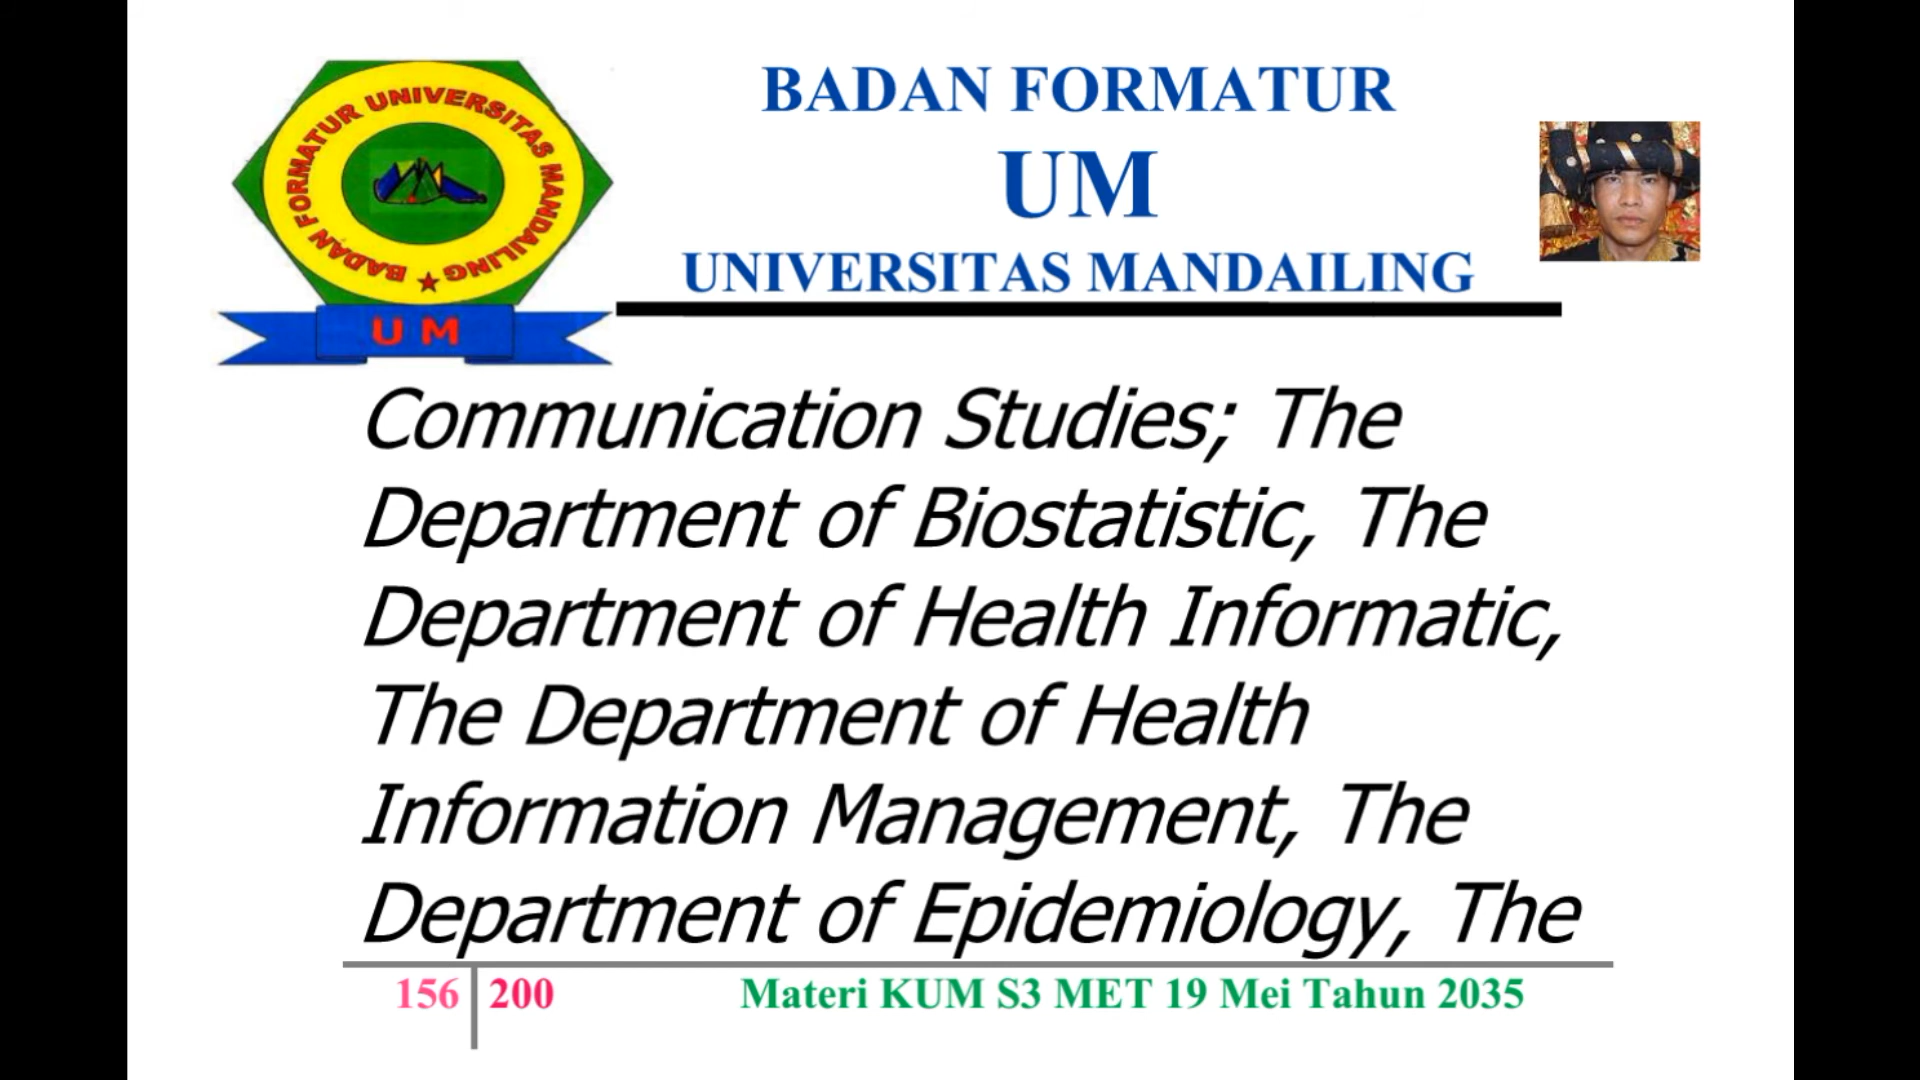 BADAN FORMATUR UNIVERSITAS MANDAILING
U M
BADAN FORMATUR
UM
UNIVERSITAS MANDAILING
Communication Studies; The
Department of Biostatistic, The
Department of Health Informatic,
The Department of Health
Information Management, The
Department of Epidemiology, The
156 200 Materi KUM S3 MET 19 Mei Tahun 2035